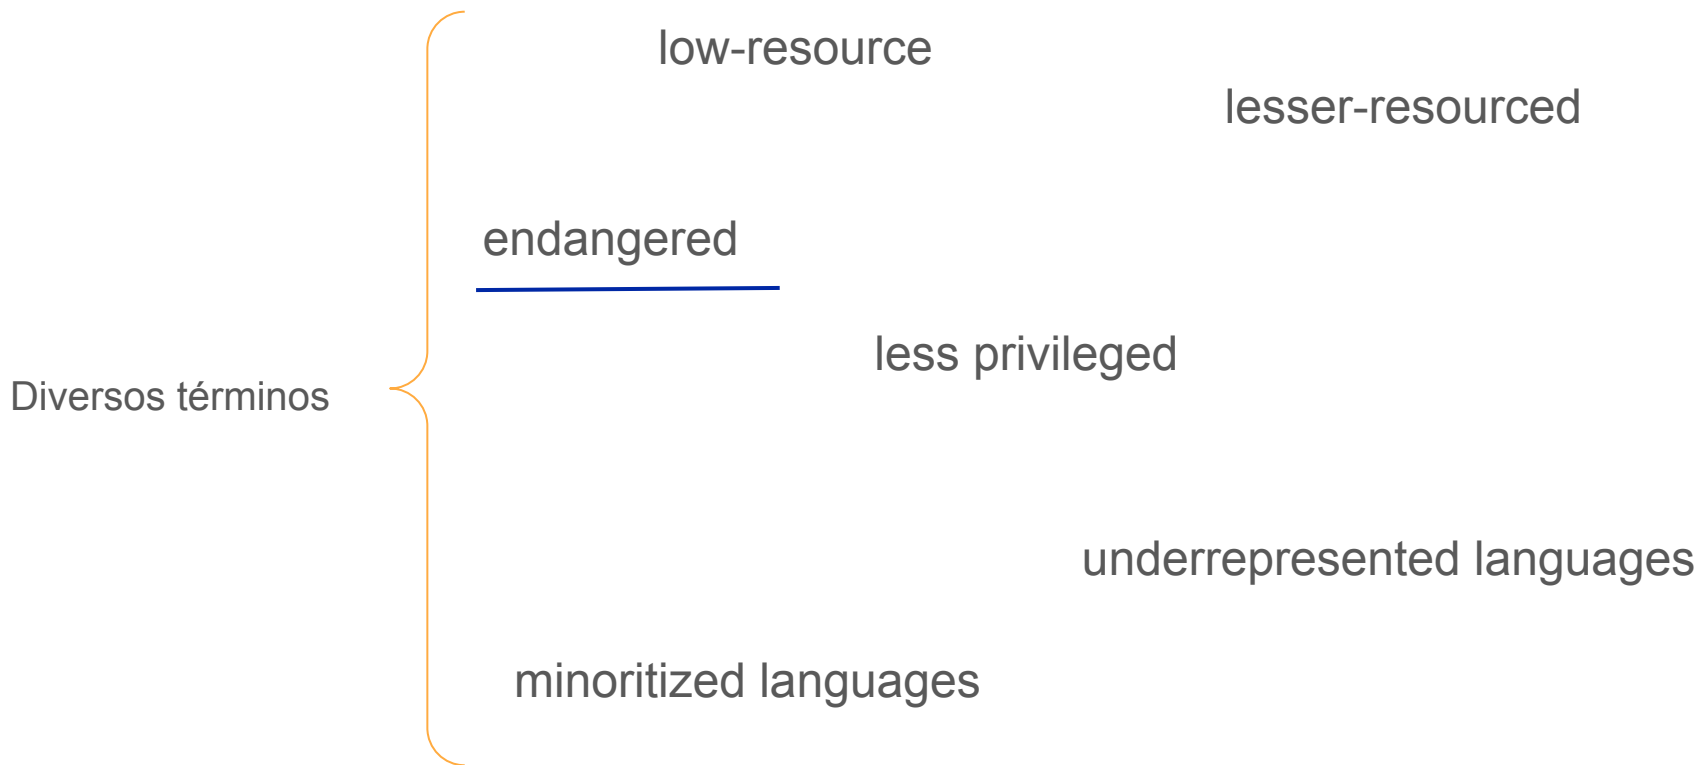 low-resource
lesser-resourced
endangered
less privileged
Diversos términos
underrepresented languages
minoritized languages